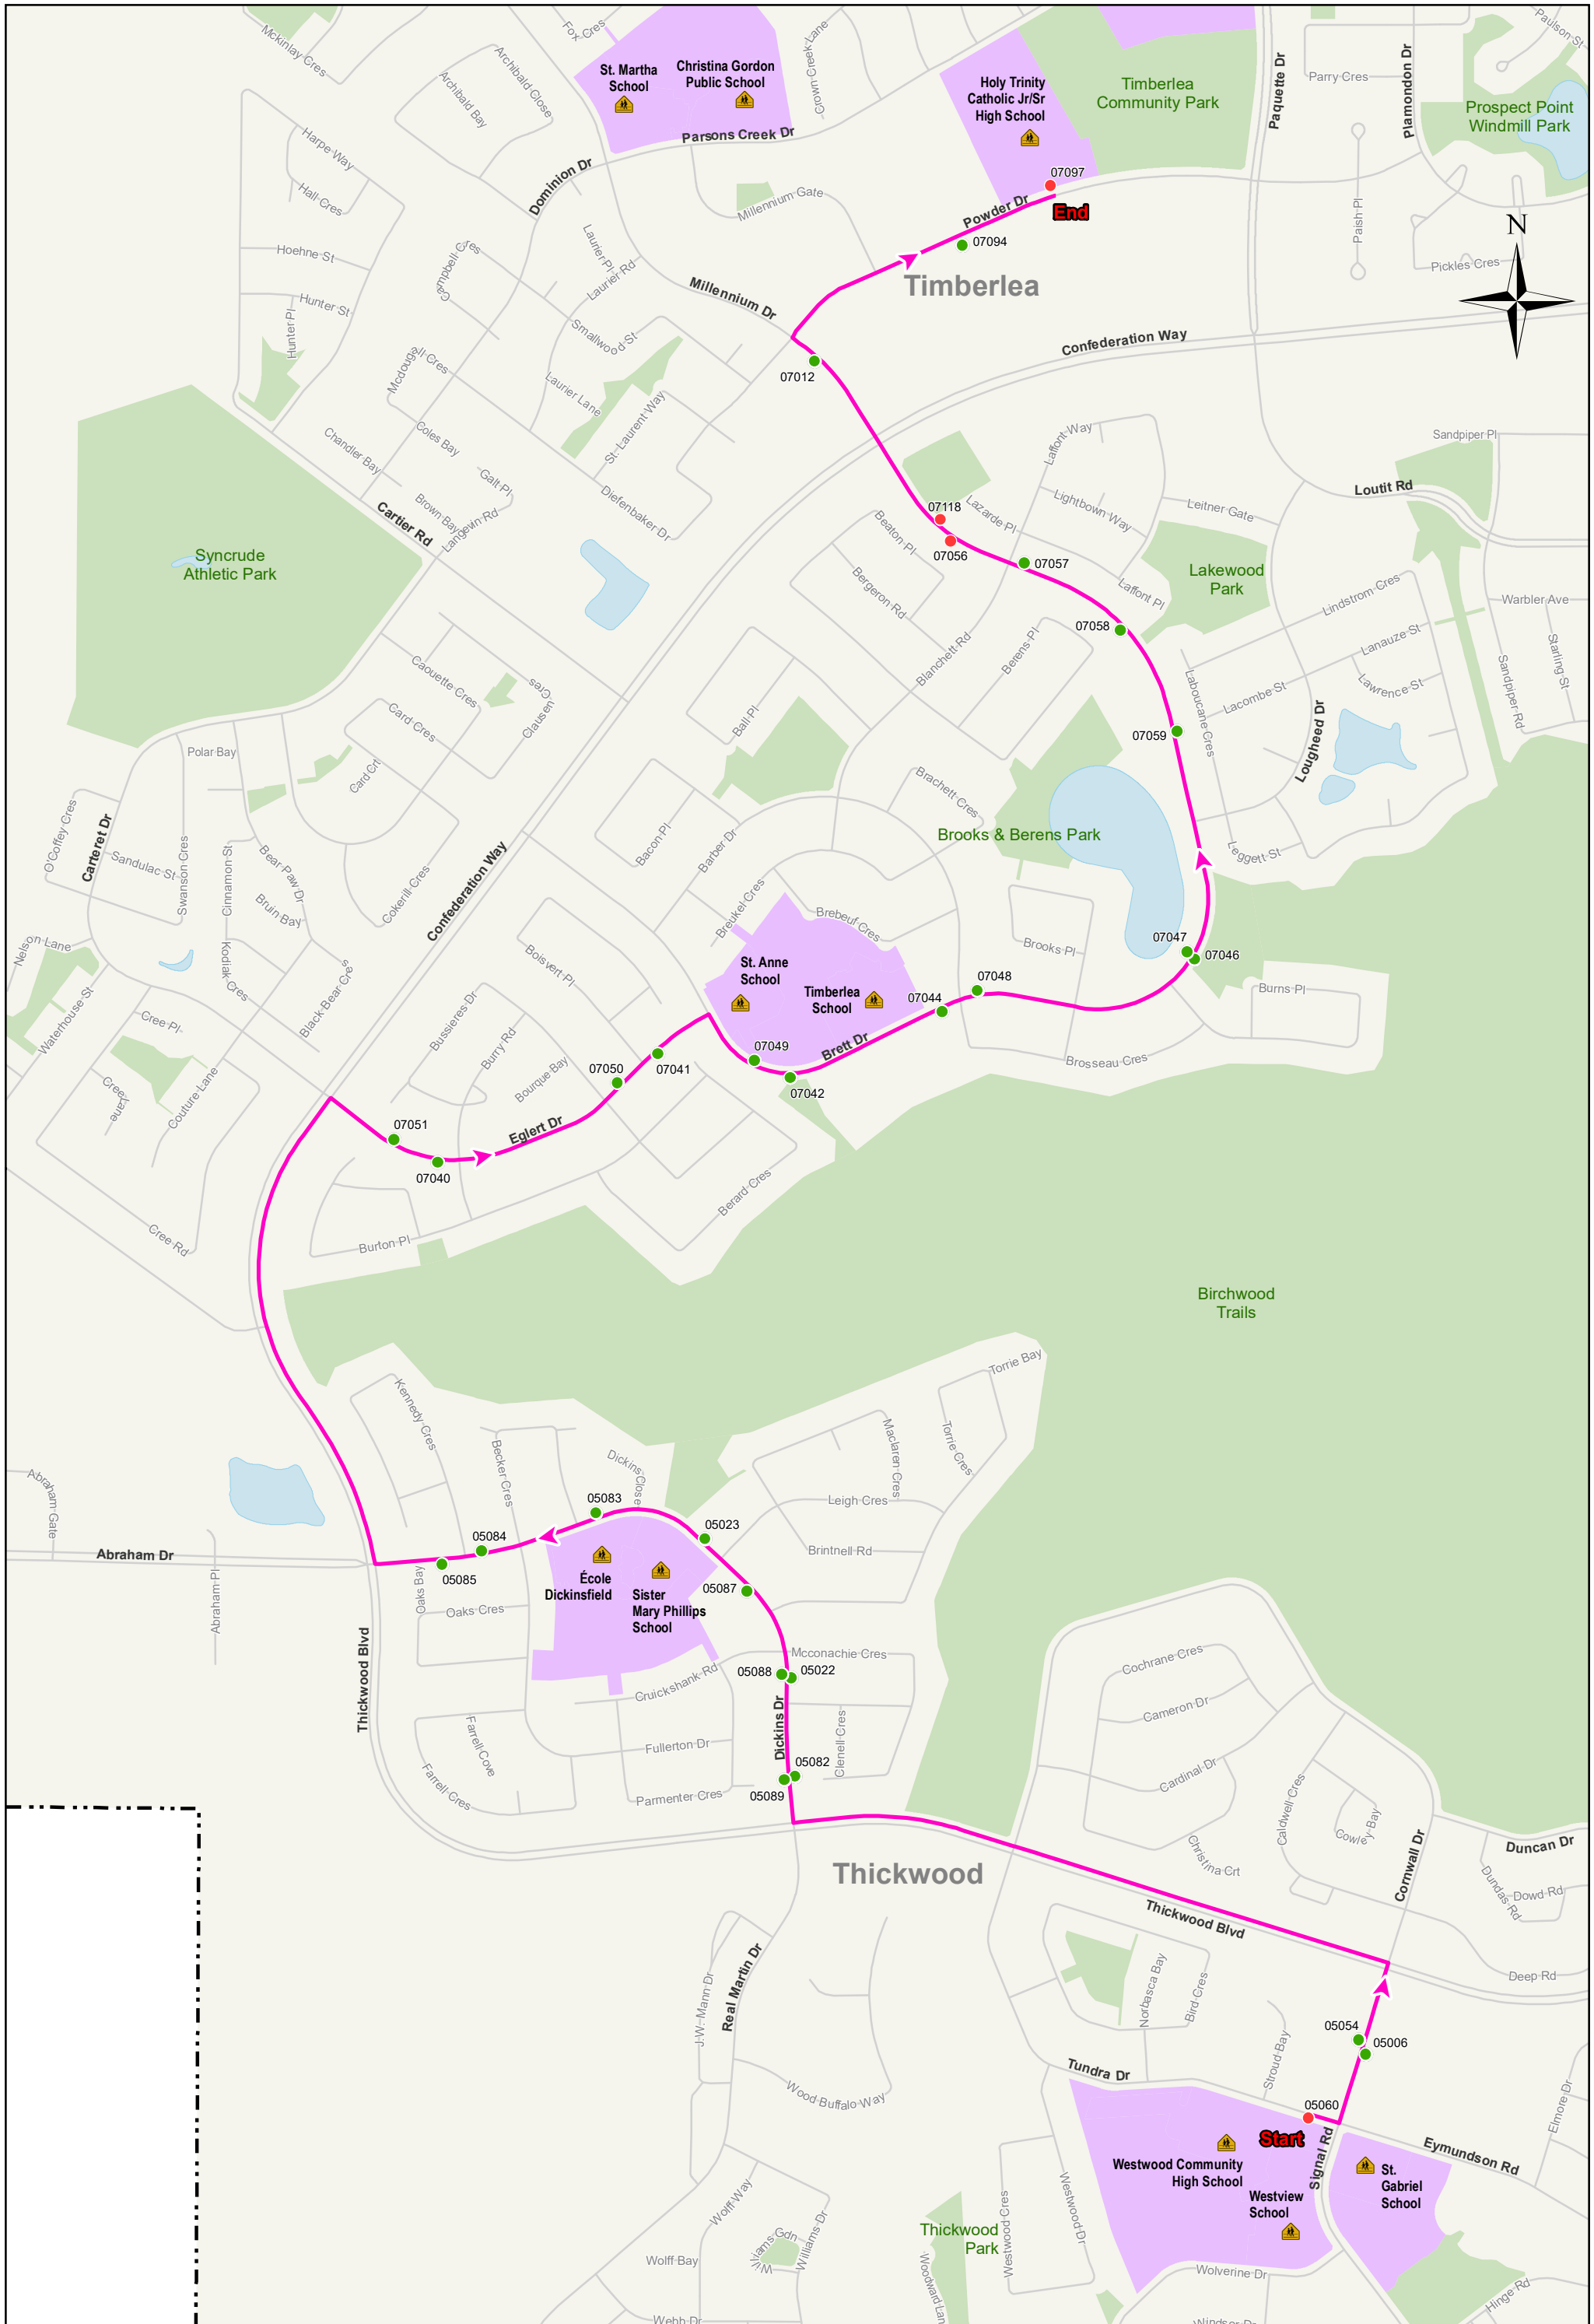 Mckinlay Cres
Fox Cres
Archibald Close
Archibald Bay
St. Martha
School
Christina Gordon
Public School
Crown Creek Lane
Parsons Creek Dr
Holy Trinity
Catholic Jr/Sr
High School
Timberlea
Community Park
Paquette Dr
Parry Cres
Plamondon Dr
Paulson St
Prospect Point
Windmill Park
Harpe Way
Hall Cres
Dominion Dr
Millennium Gate
07097
Powder Dr
End
07094
Paish Pl
Pickles Cres
N
Hoehne St
Hunter St
Hunter Pl
Campbell Cres
Laurier Pl
Laurier Rd
Millennium Dr
Timberlea
Smallwood St
Confederation Way
07012
Mcdougall Cres
Laurier Lane
St. Laurent Way
Chandler Bay
Coles Bay
Galt Pl
Brown Bay
Langevin Rd
Diefenbaker Dr
Cartier Rd
Syncrude
Athletic Park
Laffont Way
Lightbown Way
Leitner Gate
Sandpiper Pl
Loutit Rd
07118
Lazarde Pl
07056
07057
Beaton Pl
Bergeron Rd
Laffont Pl
Lakewood
Park
Lindstrom Cres
Warbler Ave
07058
Blanchett Rd
Berens Pl
Lanauze St
Lawrence St
Sandpiper Rd
Starling St
Laboucane Cres
Lacombe St
Lougheed Dr
07059
Caouette Cres
Card Cres
Clausen Cres
Card Crt
Ball Pl
Polar Bay
O'Coffey Cres
Carteret Dr
Sandulac St
Swanson Cres
Cinnamon St
Bear Paw Dr
Bruin Bay
Cokerill Cres
Confederation Way
Bacon Pl
Barber Dr
Brachett Cres
Brooks & Berens Park
Leggett St
Breukel Cres
Brebeuf Cres
Brooks Pl
07047
07046
Nelson Lane
Kodiak Cres
Black Bear Cres
Boisvert Pl
St. Anne
School
Timberlea
School
07044
07048
Burns Pl
Waterhouse St
Cree Pl
Bussieres Dr
Burry Rd
Bourque Bay
07050
07041
07049
Brett Dr
07042
Brosseau Cres
Cree Lane
Couture Lane
07051
07040
Eglert Dr
Berard Cres
Cree Rd
Burton Pl
Birchwood
Trails
Torrie Bay
Torrie Cres
Kennedy Cres
Becker Cres
Dickins Close
Maclaren Cres
Leigh Cres
Abraham Gate
Abraham Dr
Abraham Pl
05083
05084
05085
05023
Brintnell Rd
05087
Oaks Bay
Oaks Cres
École
Dickinsfield
Sister
Mary Phillips
School
Thickwood Blvd
Mcconachie Cres
05088
05022
Cruickshank Rd
Farrell Cove
Farrell Cres
Fullerton Dr
Dickins Dr
Clenell Cres
05082
05089
Parmenter Cres
Cochrane Cres
Cameron Dr
Cardinal Dr
Caldwell Cres
Cowley Bay
Christina Crt
Cornwall Dr
Duncan Dr
Dundas Rd
Dowd Rd
Thickwood
Thickwood Blvd
Deep Rd
Real Martin Dr
J.W. Mann Dr
Wood Buffalo Way
Norbasca Bay
Bird Cres
Stroud Bay
05054
05006
Tundra Dr
05060
Start
Signal Rd
Eymundson Rd
Elmore Dr
Westwood Community
High School
Westview
School
St.
Gabriel
School
Wolff Way
Williams Gdn
Williams Dr
Wolff Bay
Webb Dr
Thickwood
Park
Westwood Cres
Westwood Dr
Woodward Lan
Wolverine Dr
Hinge Rd